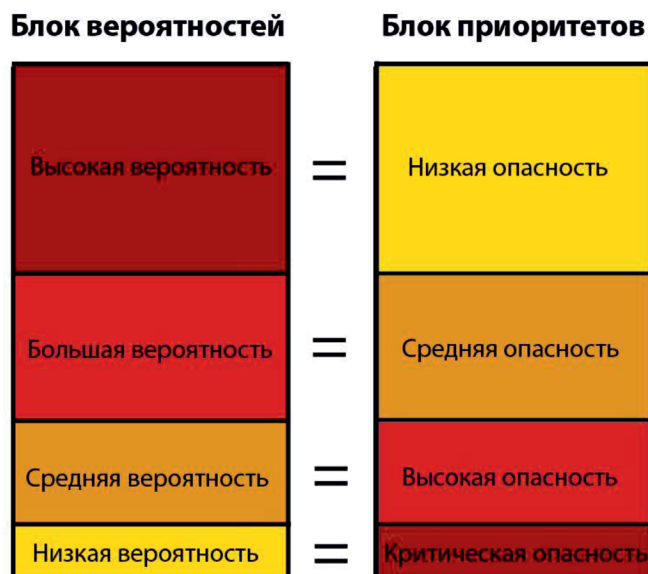 Блок вероятностей Блок приоритетов
Высокая вероятность = Низкая опасность
Большая вероятность = Средняя опасность
Средняя вероятность = Высокая опасность
Низкая вероятность = Критическая опасность